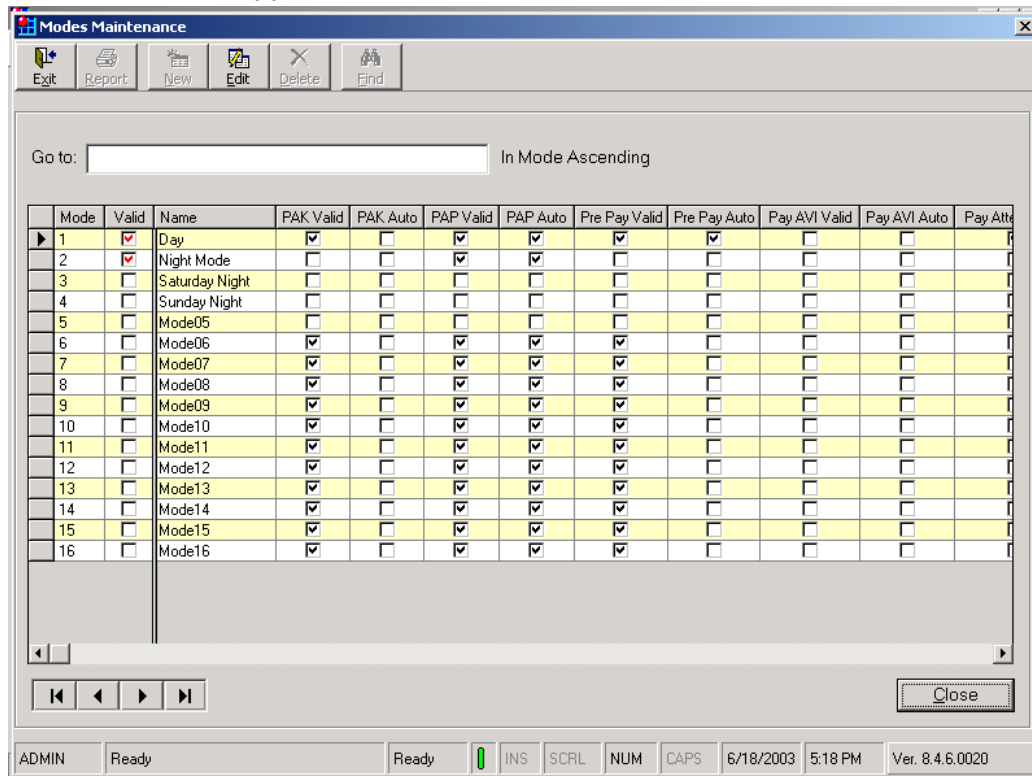 Modes Maintenance
Exit Report New Edit Delete Find
Go to: In Mode Ascending
Mode Valid Name PAK Valid PAK Auto PAP Valid PAP Auto Pre Pay Valid Pre Pay Auto Pay AVI Valid Pay AVI Auto Pay Atte
1 Day
2 Night Mode
3 Saturday Night
4 Sunday Night
5 Mode05
6 Mode06
7 Mode07
8 Mode08
9 Mode09
10 Mode10
11 Mode11
12 Mode12
13 Mode13
14 Mode14
15 Mode15
16 Mode16
Close
ADMIN Ready Ready INS SCRL NUM CAPS 6/18/2003 5:18 PM Ver. 8.4.6.0020